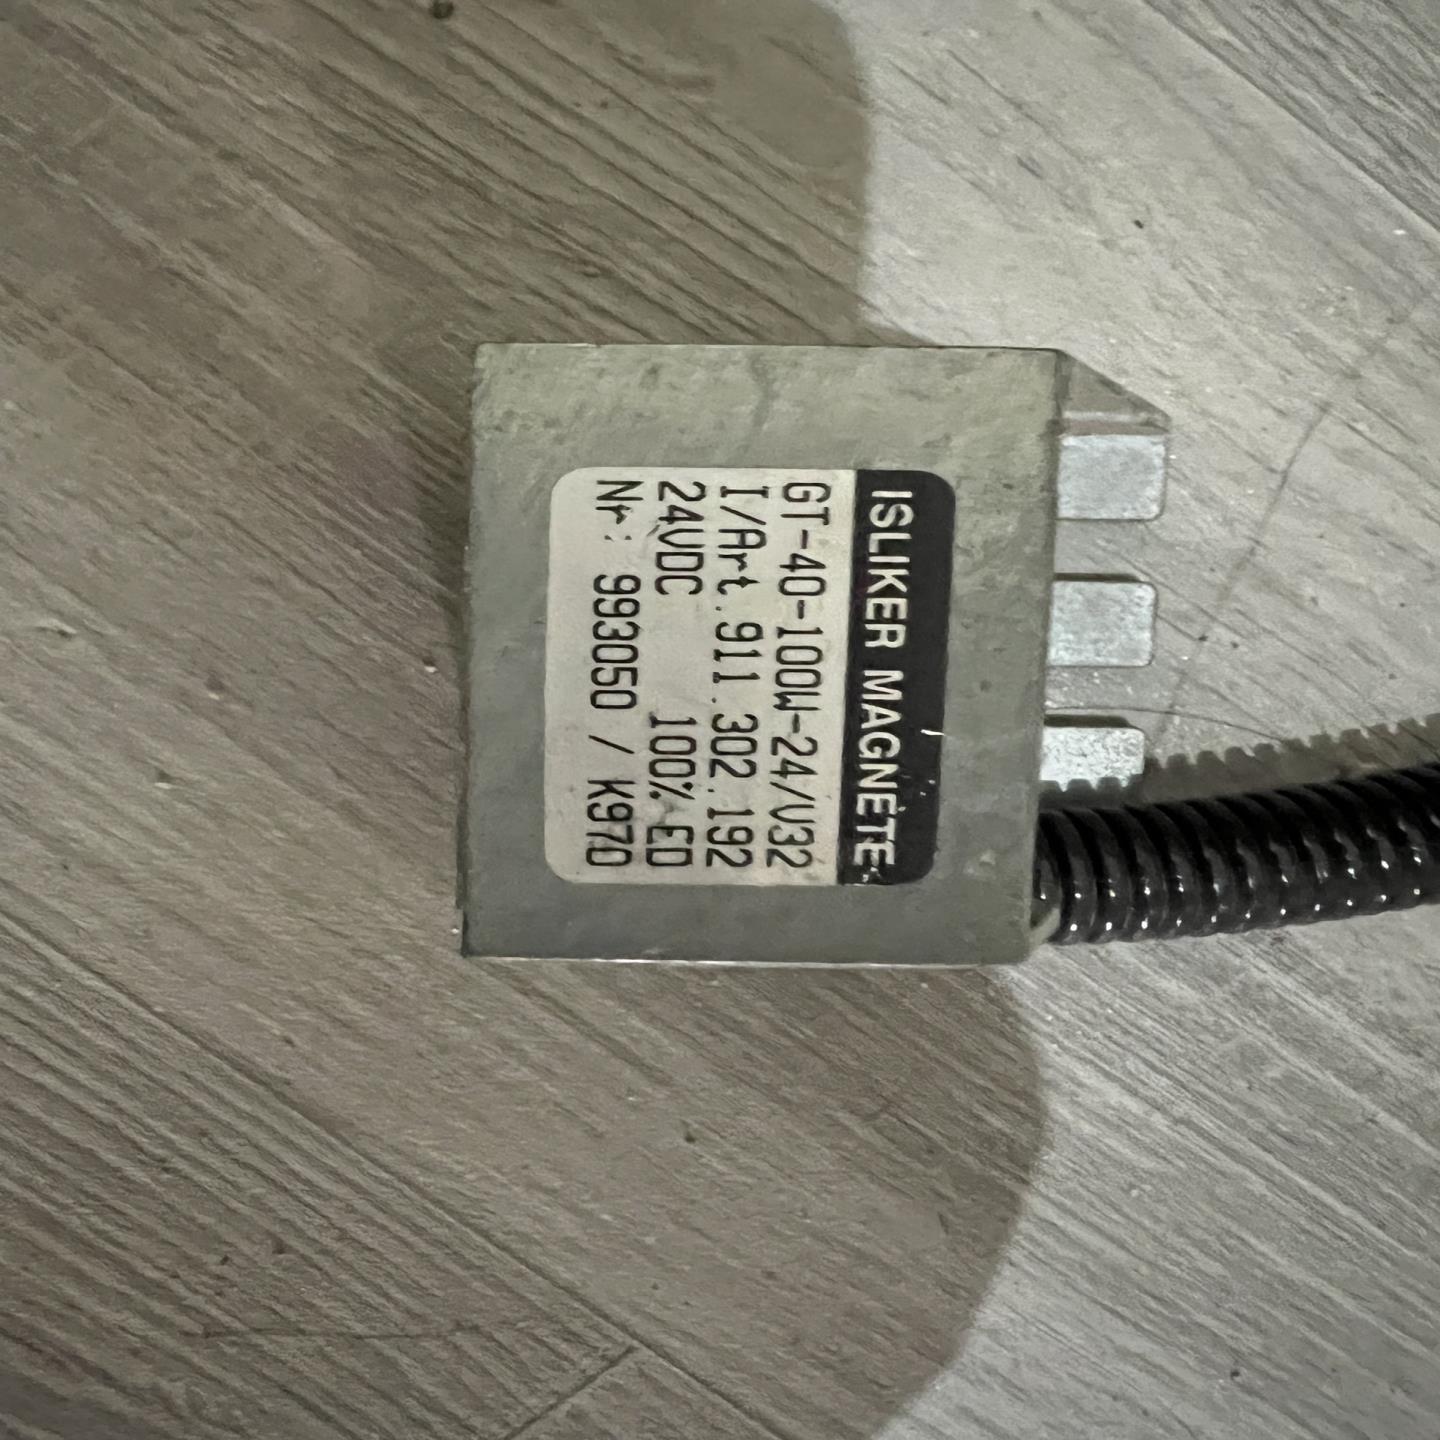 ISLIKER MAGNETE
GT-40-100W-24/V32
I/Art.911.302.192
24VDC 100% ED
Nr: 993050 / K970